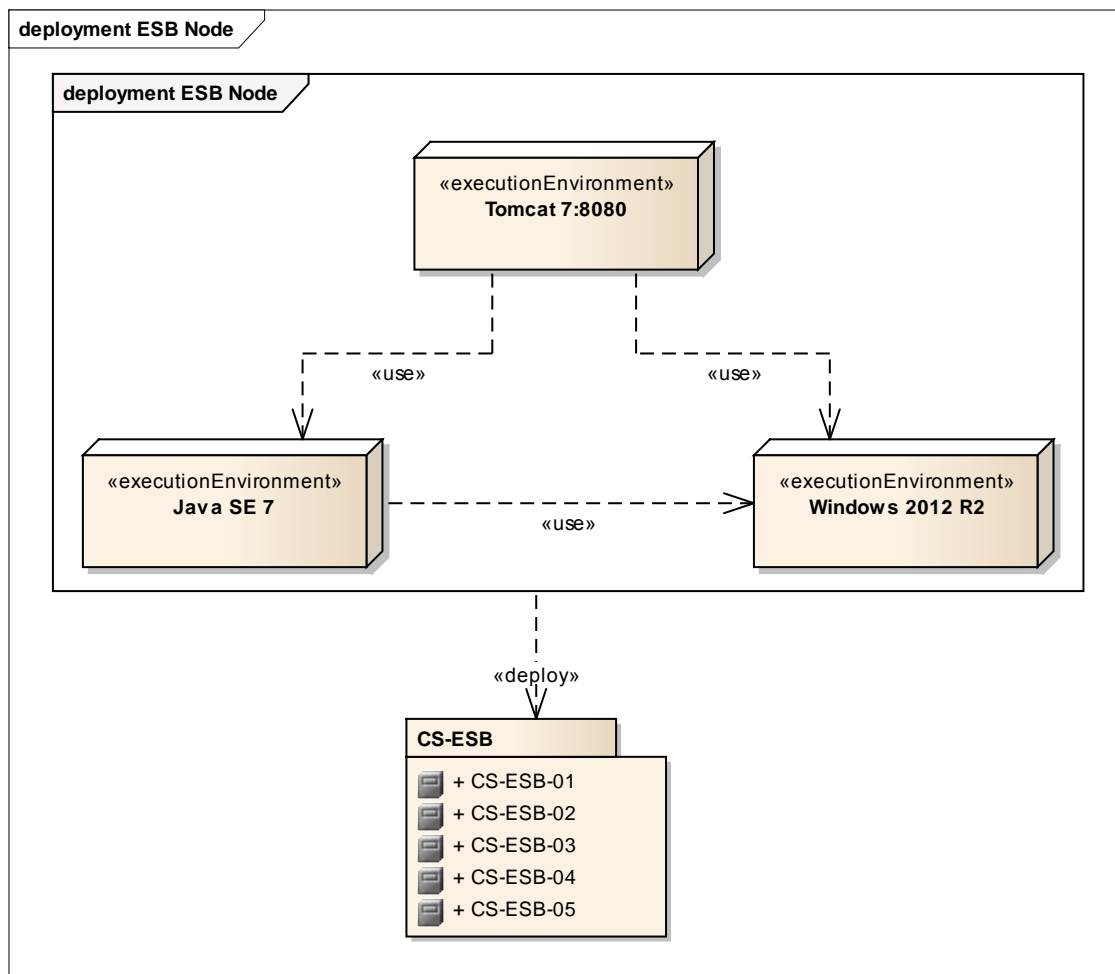 deployment ESB Node
deployment ESB Node
«executionEnvironment»
Tomcat 7:8080
«use»
«use»
«executionEnvironment»
Java SE 7
«executionEnvironment»
Windows 2012 R2
«use»
«deploy»
CS-ESB
+ CS-ESB-01
+ CS-ESB-02
+ CS-ESB-03
+ CS-ESB-04
+ CS-ESB-05